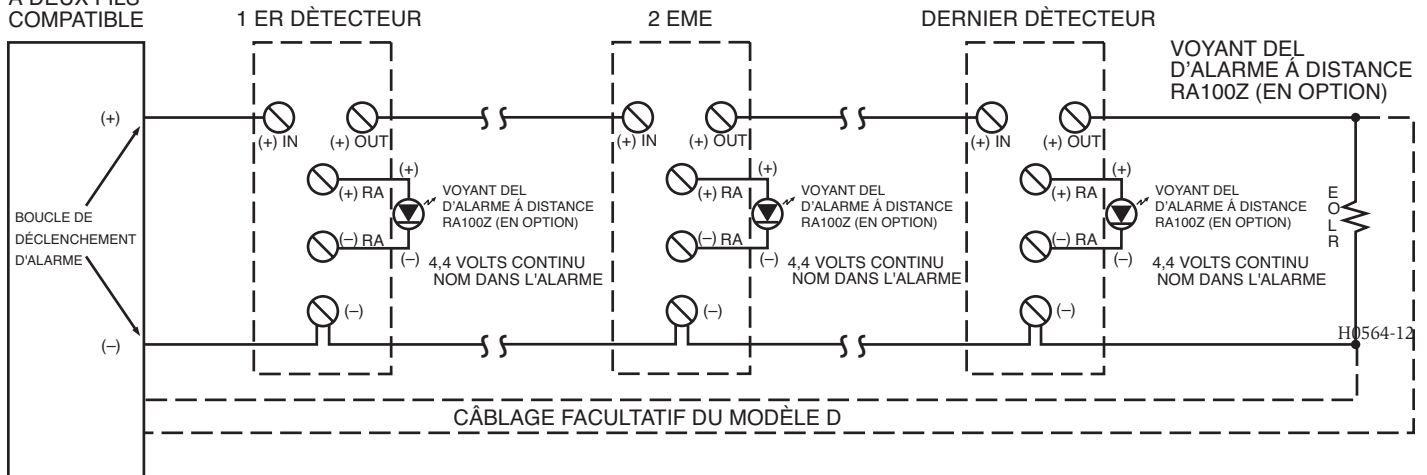 À DEUX FILS
COMPATIBLE
1 ER DÈTECTEUR
2 EME
DERNIER DÈTECTEUR
VOYANT DEL
D'ALARME Á DISTANCE
RA100Z (EN OPTION)
(+)
(+) IN
(+) OUT
(+) IN
(+) OUT
(+) IN
(+) OUT
BOUCLE DE
DÉCLENCHEMENT
D'ALARME
(+) RA
(+)
VOYANT DEL
D'ALARME Á DISTANCE
RA100Z (EN OPTION)
(–) RA
(–)
4,4 VOLTS CONTINU
NOM DANS L'ALARME
(–)
(+) RA
(+)
VOYANT DEL
D'ALARME Á DISTANCE
RA100Z (EN OPTION)
(–) RA
(–)
4,4 VOLTS CONTINU
NOM DANS L'ALARME
(–)
(+) RA
(+)
VOYANT DEL
D'ALARME Á DISTANCE
RA100Z (EN OPTION)
(–) RA
(–)
4,4 VOLTS CONTINU
NOM DANS L'ALARME
(–)
E
O
L
R
(–)
H0564-12
CÂBLAGE FACULTATIF DU MODÈLE D